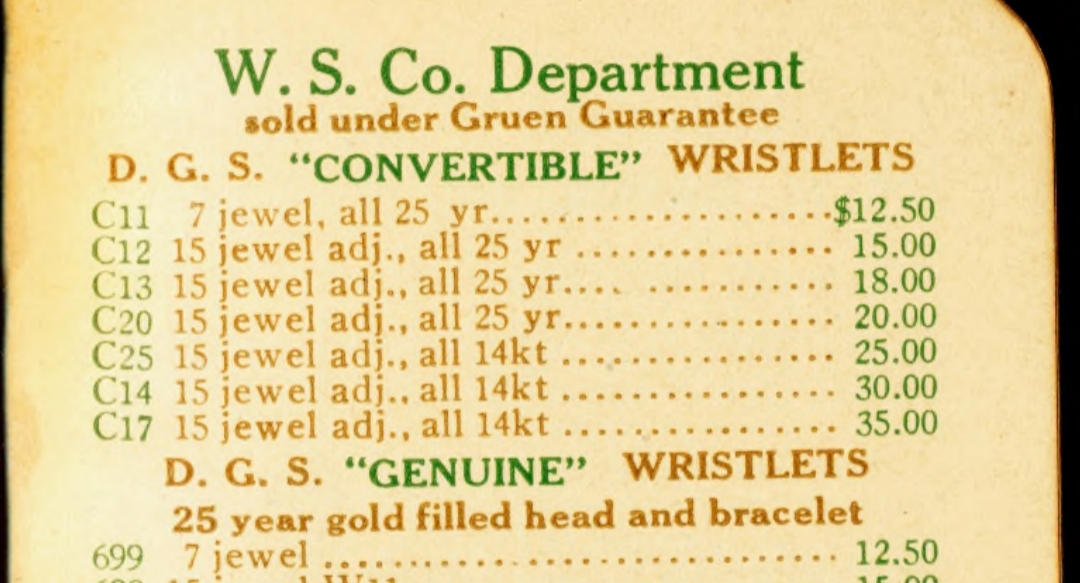 W. S. Co. Department
sold under Gruen Guarantee
D. G. S. “CONVERTIBLE” WRISTLETS
C11 7 jewel, all 25 yr.......................$12.50
C12 15 jewel adj., all 25 yr ................. 15.00
C13 15 jewel adj., all 25 yr.... ............ 18.00
C20 15 jewel adj., all 25 yr................. 20.00
C25 15 jewel adj., all 14kt ................. 25.00
C14 15 jewel adj., all 14kt ................. 30.00
C17 15 jewel adj., all 14kt ................. 35.00
D. G. S. “GENUINE” WRISTLETS
25 year gold filled head and bracelet
699 7 jewel ................................ 12.50
15 jewel 15.00